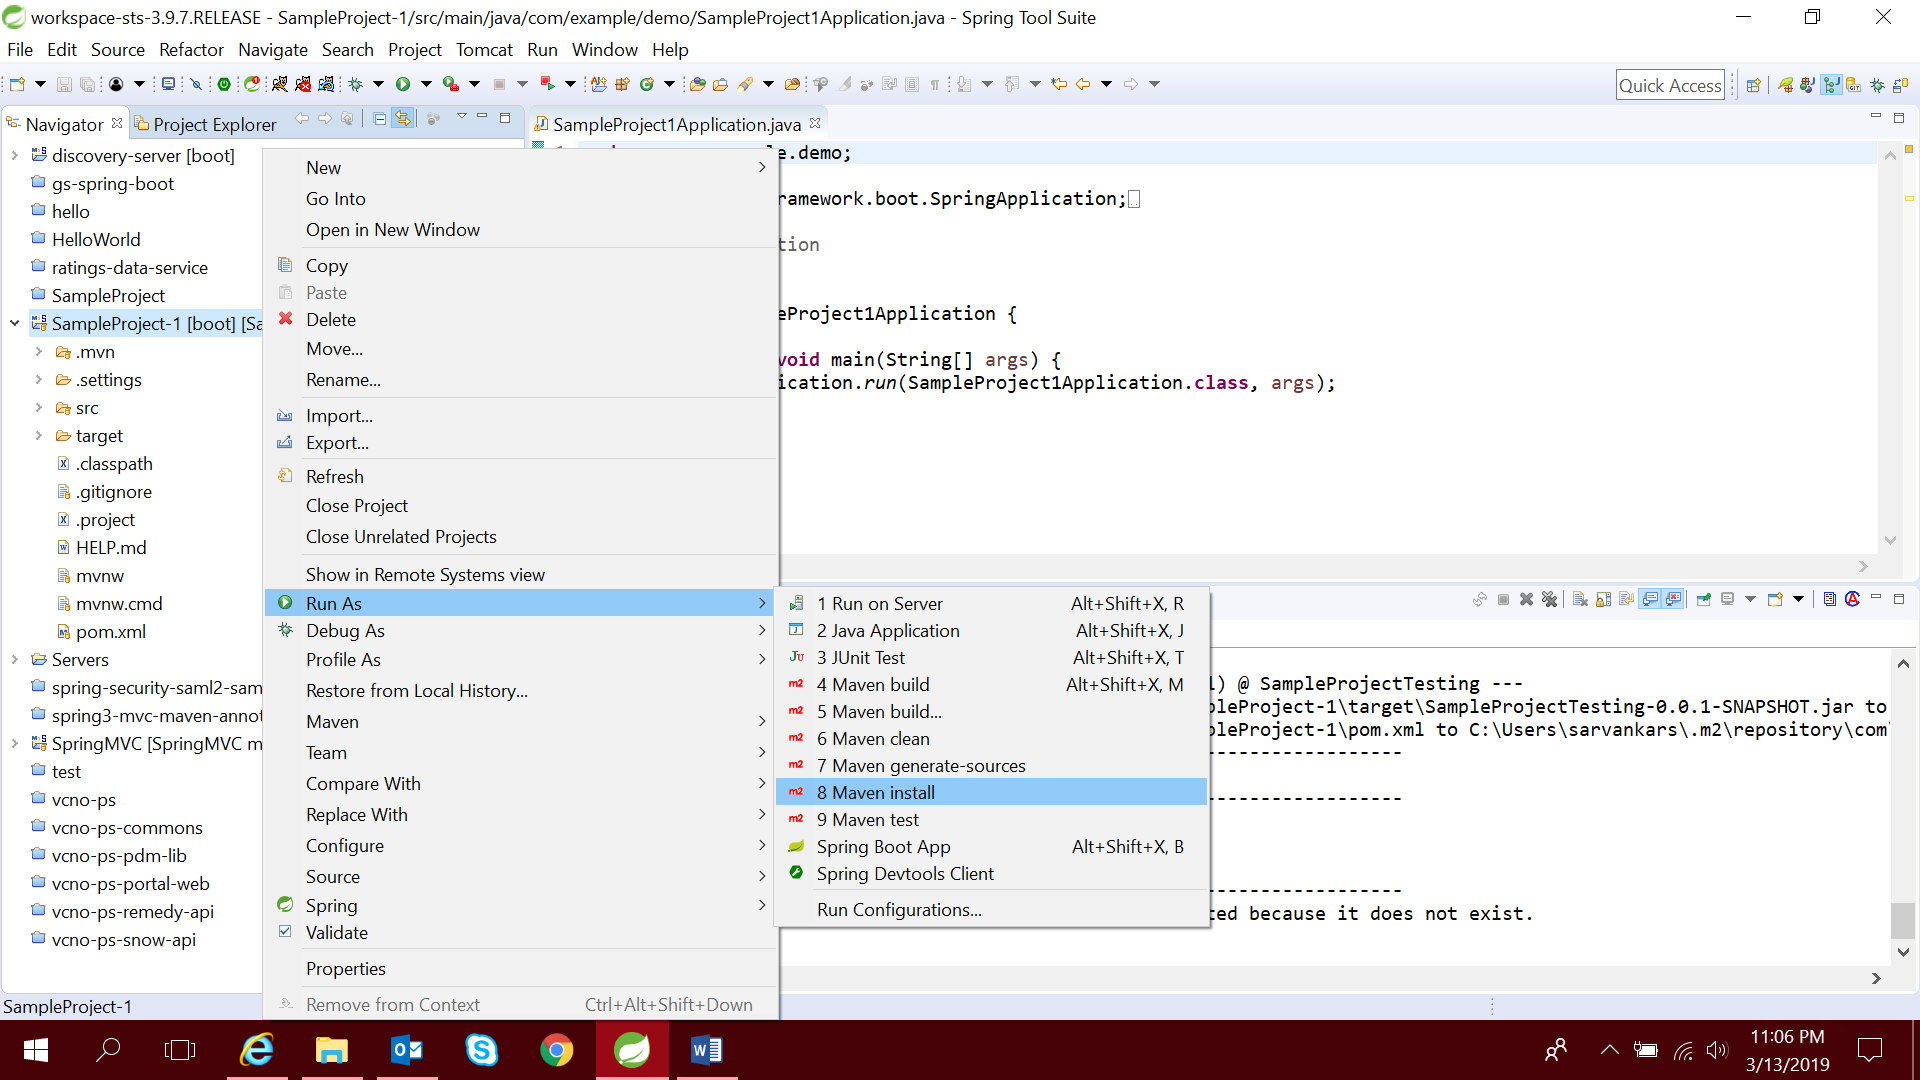 workspace-sts-3.9.7.RELEASE - SampleProject-1/src/main/java/com/example/demo/SampleProject1Application.java - Spring Tool Suite
File Edit Source Refactor Navigate Search Project Tomcat Run Window Help
Quick Access
Navigator Project Explorer
SampleProject1Application.java
discovery-server [boot]
gs-spring-boot
hello
HelloWorld
ratings-data-service
SampleProject
SampleProject-1 [boot] [Sa
.mvn
.settings
src
target
.classpath
.gitignore
.project
HELP.md
mvnw
mvnw.cmd
pom.xml
Servers
spring-security-saml2-sam
spring3-mvc-maven-annot
SpringMVC [SpringMVC m
test
vcno-ps
vcno-ps-commons
vcno-ps-pdm-lib
vcno-ps-portal-web
vcno-ps-remedy-api
vcno-ps-snow-api
New
Go Into
Open in New Window
Copy
Paste
Delete
Move...
Rename...
Import...
Export...
Refresh
Close Project
Close Unrelated Projects
Show in Remote Systems view
Run As
Debug As
Profile As
Restore from Local History...
Maven
Team
Compare With
Replace With
Configure
Source
Spring
Validate
Properties
Remove from Context Ctrl+Alt+Shift+Down
1 Run on Server Alt+Shift+X, R
2 Java Application Alt+Shift+X, J
3 JUnit Test Alt+Shift+X, T
4 Maven build Alt+Shift+X, M
5 Maven build...
6 Maven clean
7 Maven generate-sources
8 Maven install
9 Maven test
Spring Boot App Alt+Shift+X, B
Spring Devtools Client
Run Configurations...
e.demo;
ramework.boot.SpringApplication;
tion
eProject1Application {
void main(String[] args) {
ication.run(SampleProject1Application.class, args);
) @ SampleProjectTesting ---
pleProject-1\target\SampleProjectTesting-0.0.1-SNAPSHOT.jar to
pleProject-1\pom.xml to C:\Users\sarvankars\.m2\repository\com
------------------
------------------
------------------
ted because it does not exist.
SampleProject-1
11:06 PM
3/13/2019